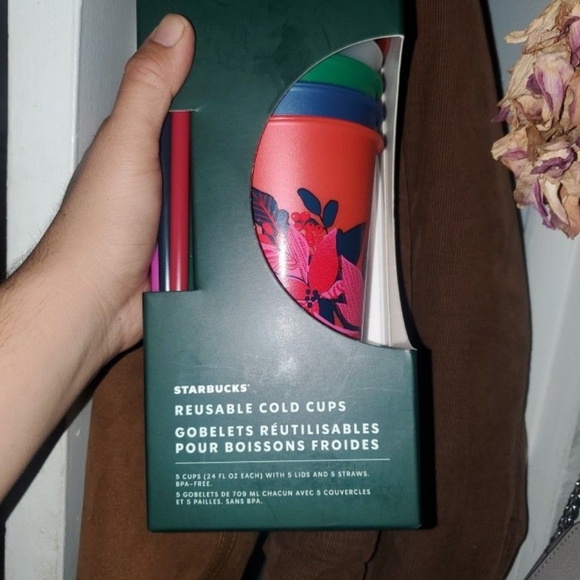 STARBUCKS®
REUSABLE COLD CUPS
GOBELETS RÉUTILISABLES
POUR BOISSONS FROIDES
5 CUPS (24 FL OZ EACH) WITH 5 LIDS AND 5 STRAWS.
BPA-FREE.
5 GOBELETS DE 709 ML CHACUN AVEC 5 COUVERCLES
ET 5 PAILLES. SANS BPA.